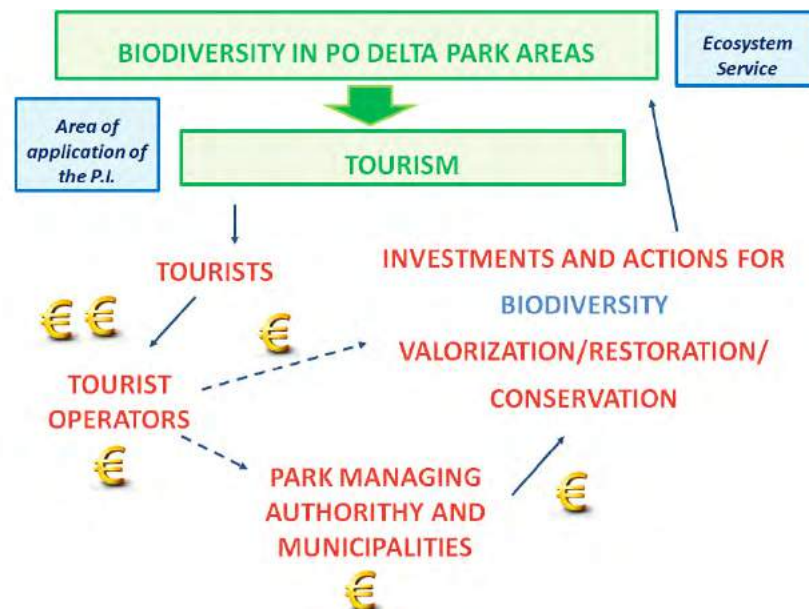 BIODIVERSITY IN PO DELTA PARK AREAS
Ecosystem
Service
Area of
application of
the P.I.
TOURISM
TOURISTS
INVESTMENTS AND ACTIONS FOR
BIODIVERSITY
VALORIZATION/RESTORATION/
CONSERVATION
€ €
€
TOURIST
OPERATORS
€
PARK MANAGING
AUTHORITHY AND
MUNICIPALITIES
€
€